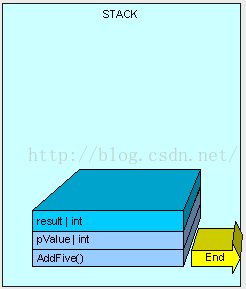 STACK
http://blog.csdn.net/
result | int
pValue | int
AddFive()
End